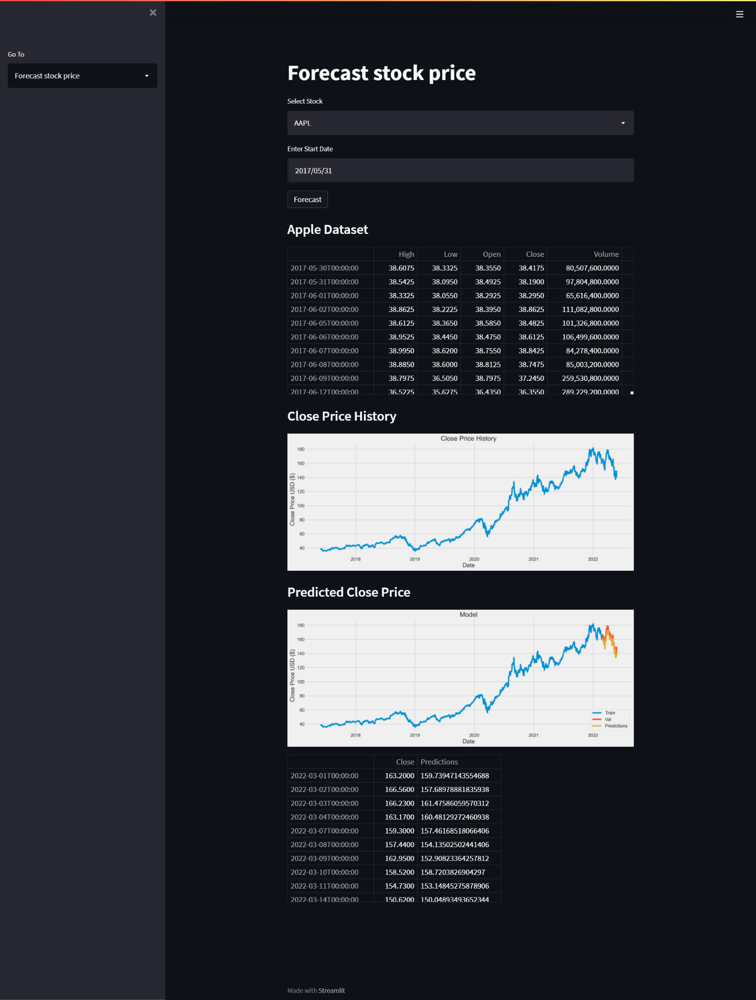 Go To
Forecast stock price
Forecast stock price
Select Stock
AAPL
Enter Start Date
2017/05/31
Forecast
Apple Dataset
High Low Open Close Volume
2017-05-30T00:00:00 38.6075 38.3325 38.3550 38.4175 80,507,600.0000
2017-05-31T00:00:00 38.5425 38.0950 38.4925 38.1900 97,804,800.0000
2017-06-01T00:00:00 38.3325 38.0550 38.2925 38.2950 65,616,400.0000
2017-06-02T00:00:00 38.8625 38.2225 38.3950 38.8625 111,082,800.0000
2017-06-05T00:00:00 38.6125 38.3650 38.5850 38.4825 101,326,800.0000
2017-06-06T00:00:00 38.9525 38.4450 38.4750 38.6125 106,499,600.0000
2017-06-07T00:00:00 38.9950 38.6200 38.7550 38.8425 84,278,400.0000
2017-06-08T00:00:00 38.8850 38.6000 38.8125 38.7475 85,003,200.0000
2017-06-09T00:00:00 38.7975 36.5050 38.7975 37.2450 259,530,800.0000
2017-06-12T00:00:00 36.5225 35.6275 36.4350 36.3550 289,229,200.0000
Close Price History
Close Price History
Close Price USD ($)
180
160
140
120
100
80
60
40
2018 2019 2020 2021 2022
Date
Predicted Close Price
Model
Close Price USD ($)
180
160
140
120
100
80
60
40
Train
Val
Predictions
2018 2019 2020 2021 2022
Date
Close Predictions
2022-03-01T00:00:00 163.2000 159.73947143554688
2022-03-02T00:00:00 166.5600 157.68978881835938
2022-03-03T00:00:00 166.2300 161.47586059570312
2022-03-04T00:00:00 163.1700 160.48129272460938
2022-03-07T00:00:00 159.3000 157.46168518066406
2022-03-08T00:00:00 157.4400 154.13502502441406
2022-03-09T00:00:00 162.9500 152.90823364257812
2022-03-10T00:00:00 158.5200 158.7203826904297
2022-03-11T00:00:00 154.7300 153.14845275878906
2022-03-14T00:00:00 150.6200 150.04893493652344
Made with Streamlit